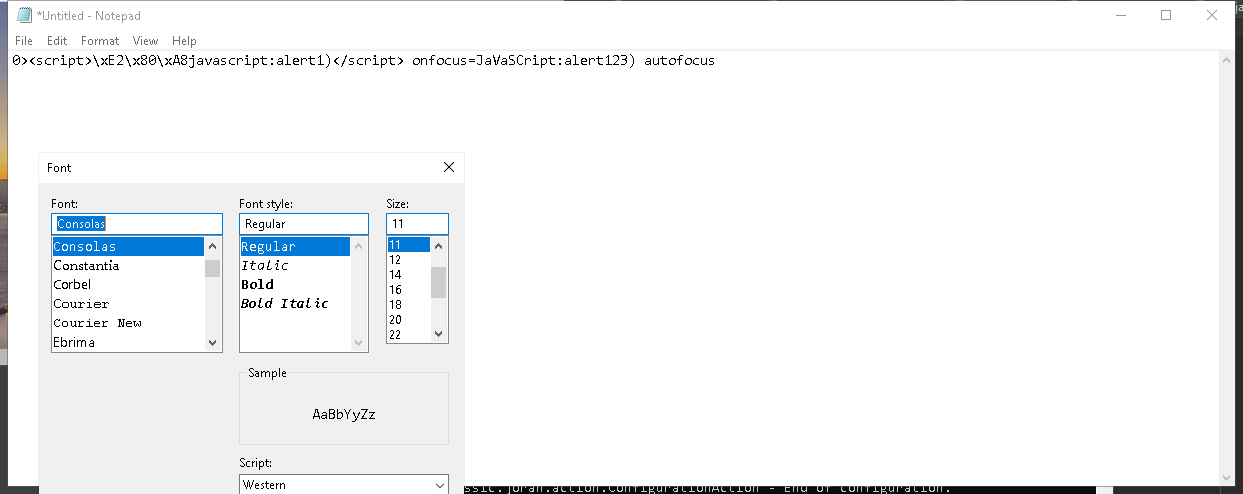 *Untitled - Notepad
File Edit Format View Help
0><script>\xE2\x80\xA8javascript:alert1)</script> onfocus=JaVaSCript:alert123) autofocus
Font
Font: Font style: Size:
Consolas Regular 11
Consolas Regular 11
Constantia Italic 12
Corbel Bold 14
Courier Bold Italic 16
Courier New 18
Ebrima 20
22
Sample
AaBbYyZz
Script:
Western
ssic.joran.action.ConfigurationAction - End of configuration.